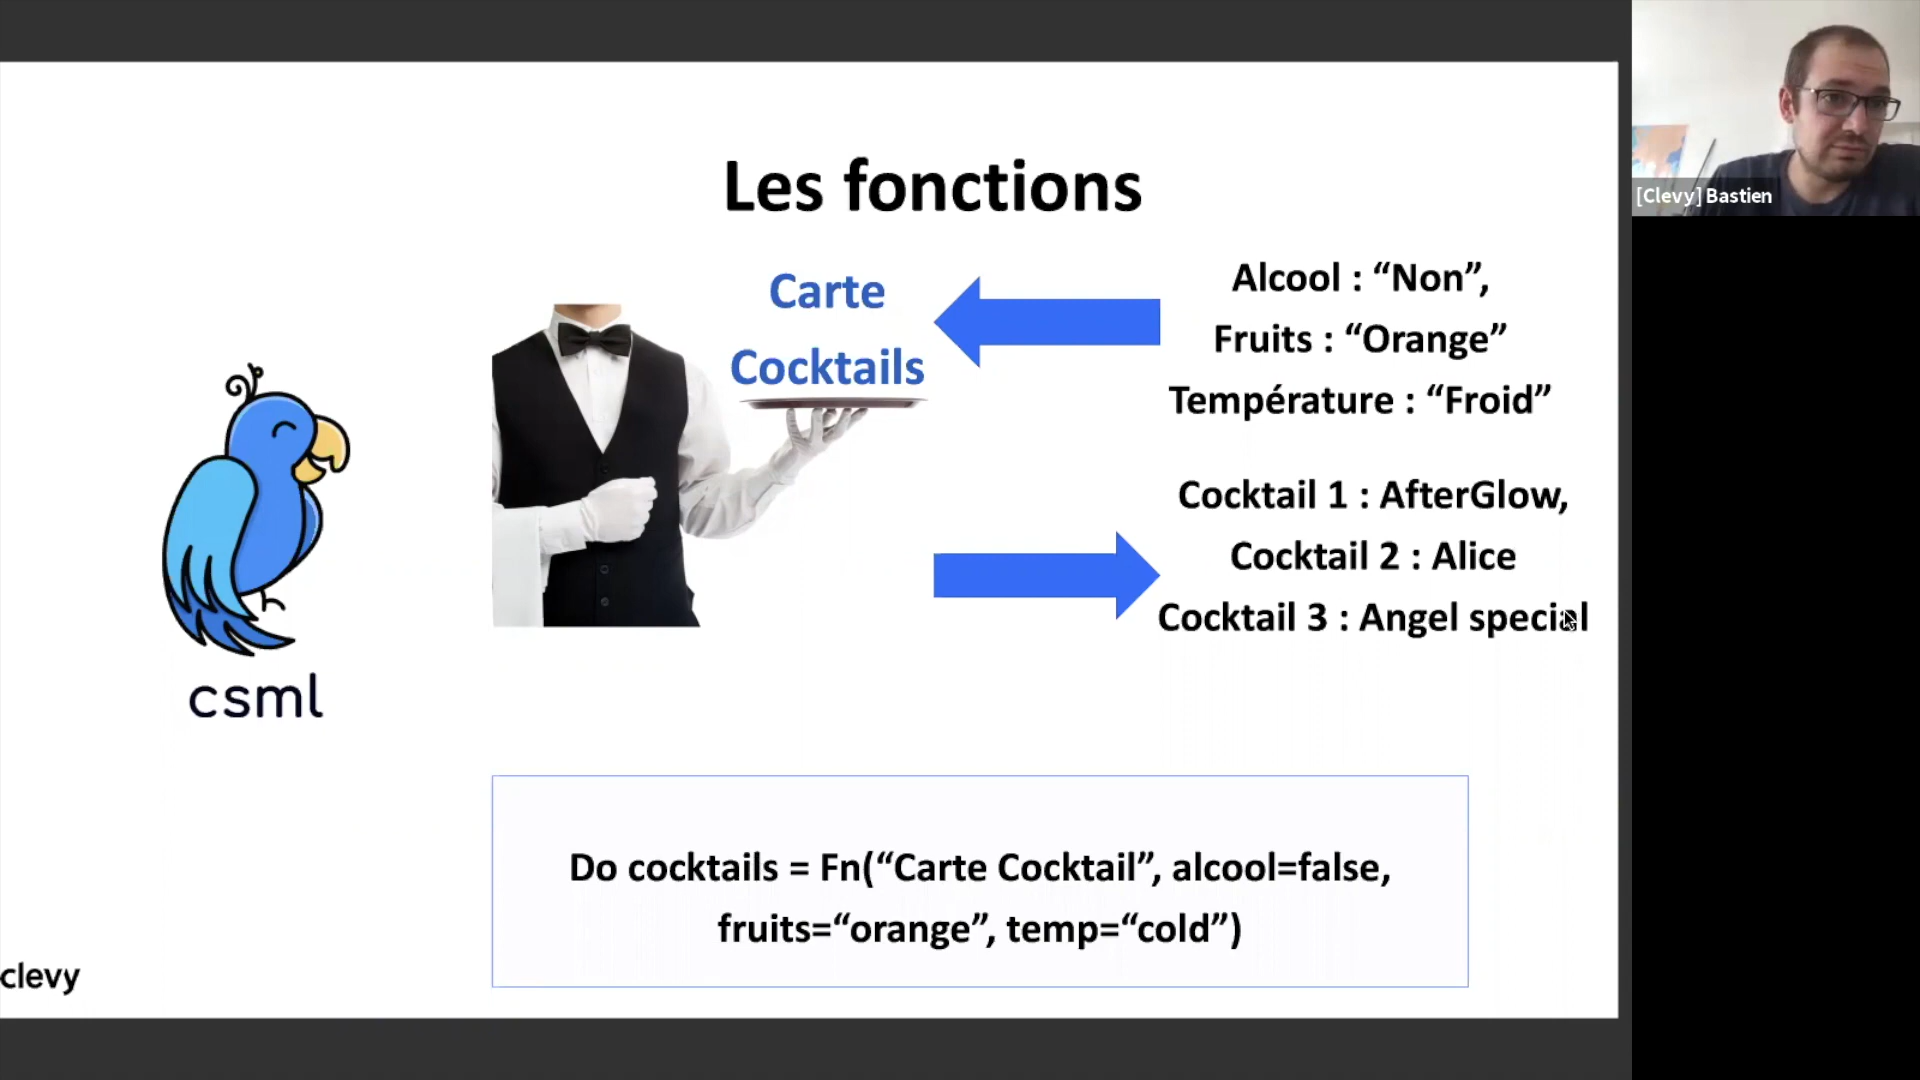 Les fonctions
Carte
Cocktails
Alcool : “Non”,
Fruits : “Orange”
Température : “Froid”
Cocktail 1 : AfterGlow,
Cocktail 2 : Alice
Cocktail 3 : Angel special
csml
Do cocktails = Fn(“Carte Cocktail”, alcool=false,
fruits=“orange”, temp=“cold”)
clevy
[Clevy] Bastien